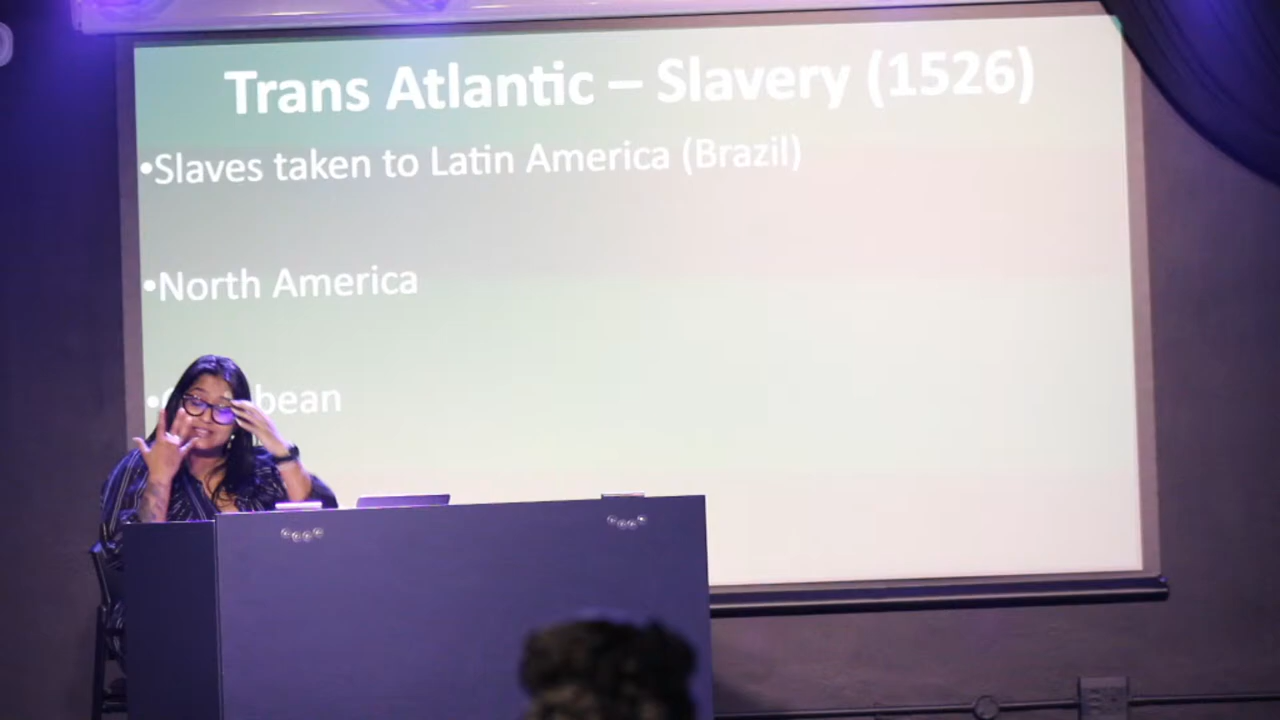 Trans Atlantic – Slavery (1526)
•Slaves taken to Latin America (Brazil)
•North America